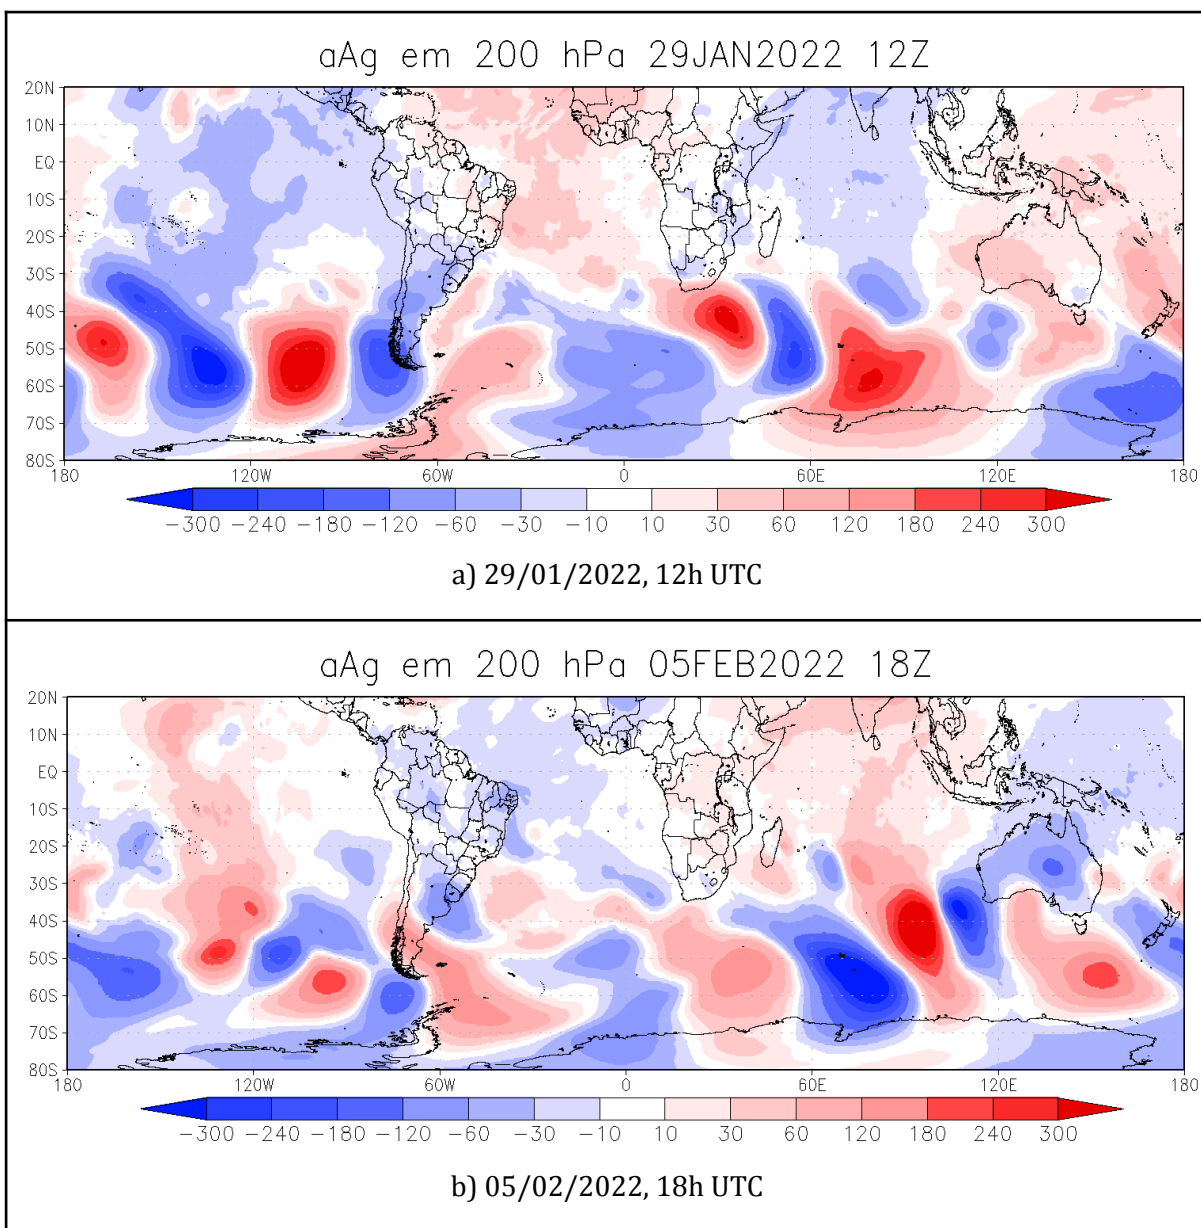 aAg em 200 hPa 29JAN2022 12Z
20N
10N
EQ
10S
20S
30S
40S
50S
60S
70S
80S
180 120W 60W 0 60E 120E 180
−300 −240 −180 −120 −60 −30 −10 10 30 60 120 180 240 300
a) 29/01/2022, 12h UTC
aAg em 200 hPa 05FEB2022 18Z
20N
10N
EQ
10S
20S
30S
40S
50S
60S
70S
80S
180 120W 60W 0 60E 120E 180
−300 −240 −180 −120 −60 −30 −10 10 30 60 120 180 240 300
b) 05/02/2022, 18h UTC